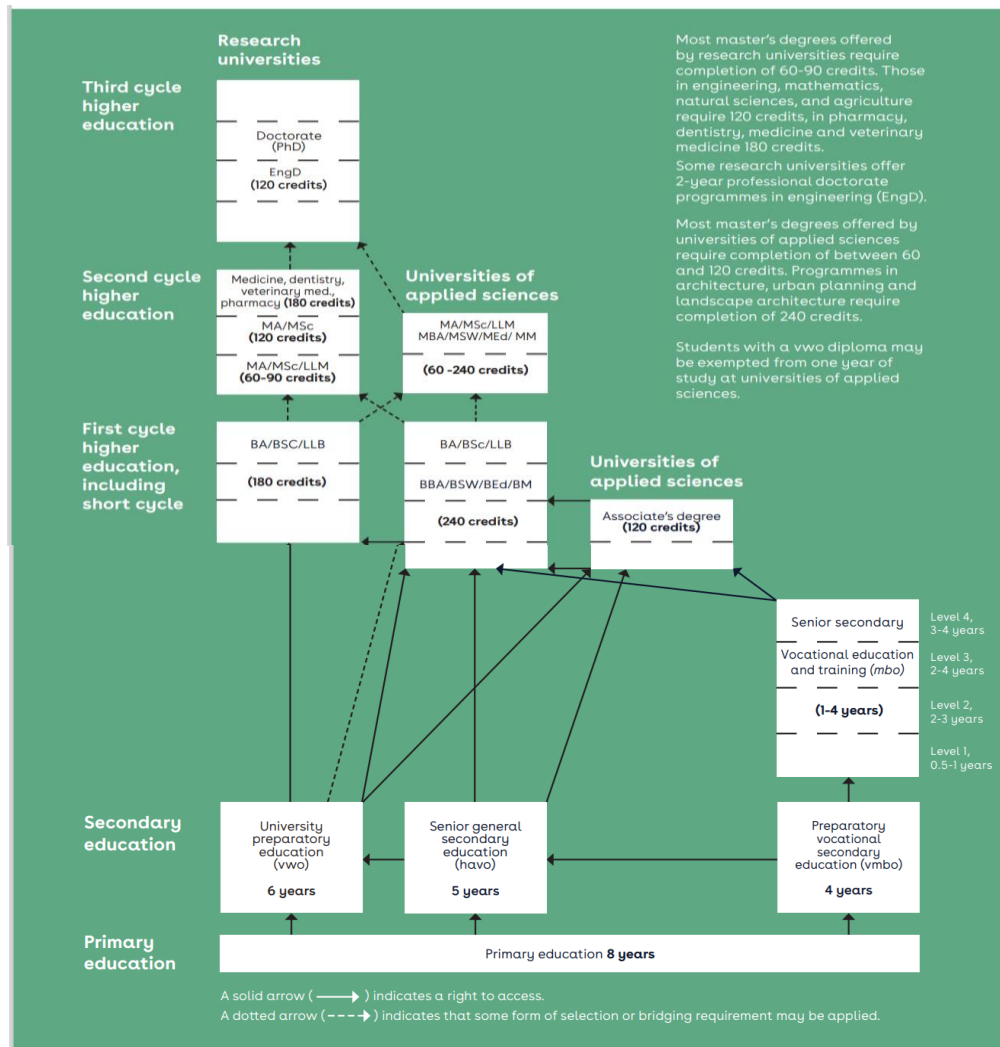 Research
universities
Third cycle
higher
education
Doctorate
(PhD)
EngD
(120 credits)
Most master's degrees offered
by research universities require
completion of 60-90 credits. Those
in engineering, mathematics,
natural sciences, and agriculture
require 120 credits, in pharmacy,
dentistry, medicine and veterinary
medicine 180 credits.
Some research universities offer
2-year professional doctorate
programmes in engineering (EngD).
Most master's degrees offered by
universities of applied sciences
require completion of between 60
and 120 credits. Programmes in
architecture, urban planning and
landscape architecture require
completion of 240 credits.
Students with a vwo diploma may
be exempted from one year of
study at universities of applied
sciences.
Second cycle
higher
education
Medicine, dentistry,
veterinary med.,
pharmacy (180 credits)
MA/MSc
(120 credits)
MA/MSc/LLM
(60-90 credits)
Universities of
applied sciences
MA/MSc/LLM
MBA/MSW/MEd/ MM
(60 -240 credits)
First cycle
higher
education,
including
short cycle
BA/BSC/LLB
(180 credits)
BA/BSc/LLB
BBA/BSW/BEd/BM
(240 credits)
Universities of
applied sciences
Associate's degree
(120 credits)
Senior secondary
Vocational education
and training (mbo)
(1-4 years)
Level 4,
3-4 years
Level 3,
2-4 years
Level 2,
2-3 years
Level 1,
0.5-1 years
Secondary
education
University
preparatory
education
(vwo)
6 years
Senior general
secondary
education
(havo)
5 years
Preparatory
vocational
secondary
education (vmbo)
4 years
Primary
education
Primary education 8 years
A solid arrow ( ) indicates a right to access.
A dotted arrow ( ) indicates that some form of selection or bridging requirement may be applied.